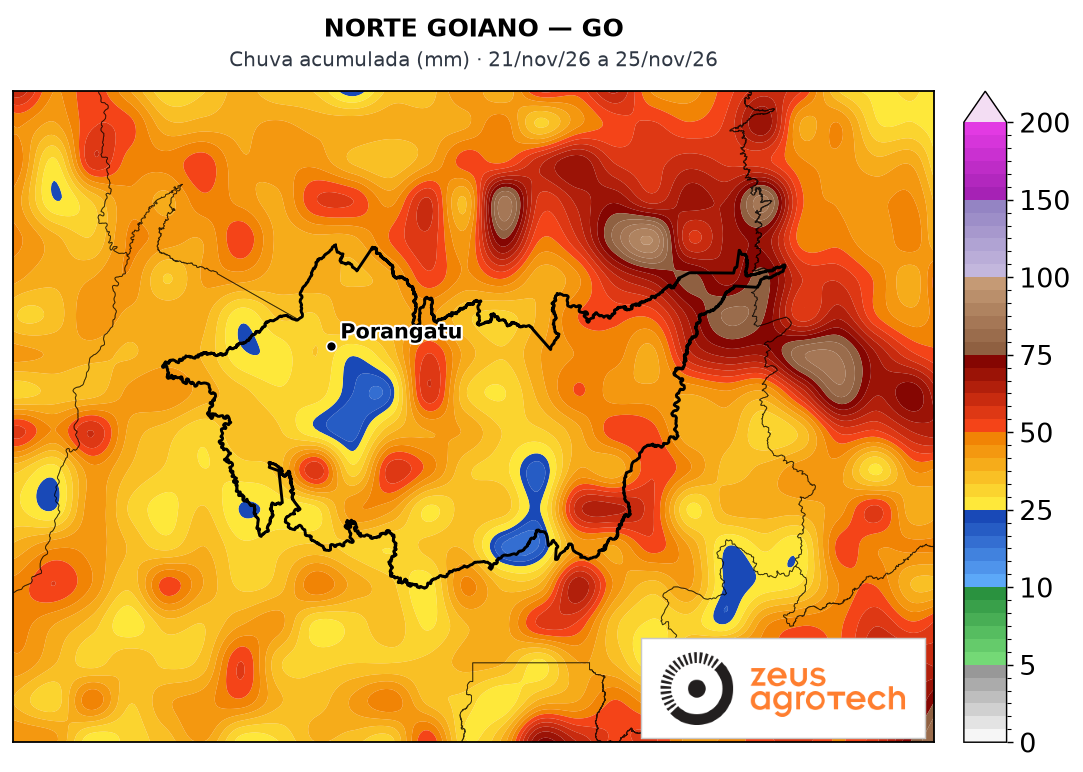 NORTE GOIANO — GO
Chuva acumulada (mm) · 21/nov/26 a 25/nov/26
200
150
100
75
50
25
10
5
0
Porangatu
zeus
agrotech